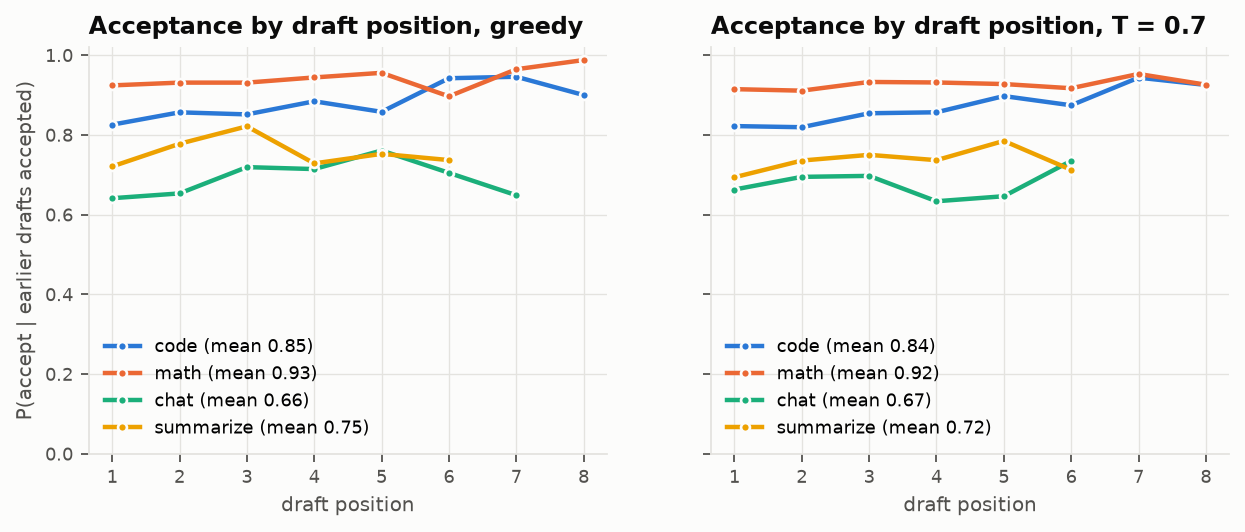 Acceptance by draft position, greedy
P(accept | earlier drafts accepted)
1.0
0.8
0.6
0.4
0.2
0.0
code (mean 0.85)
math (mean 0.93)
chat (mean 0.66)
summarize (mean 0.75)
1 2 3 4 5 6 7 8
draft position
Acceptance by draft position, T = 0.7
code (mean 0.84)
math (mean 0.92)
chat (mean 0.67)
summarize (mean 0.72)
1 2 3 4 5 6 7 8
draft position